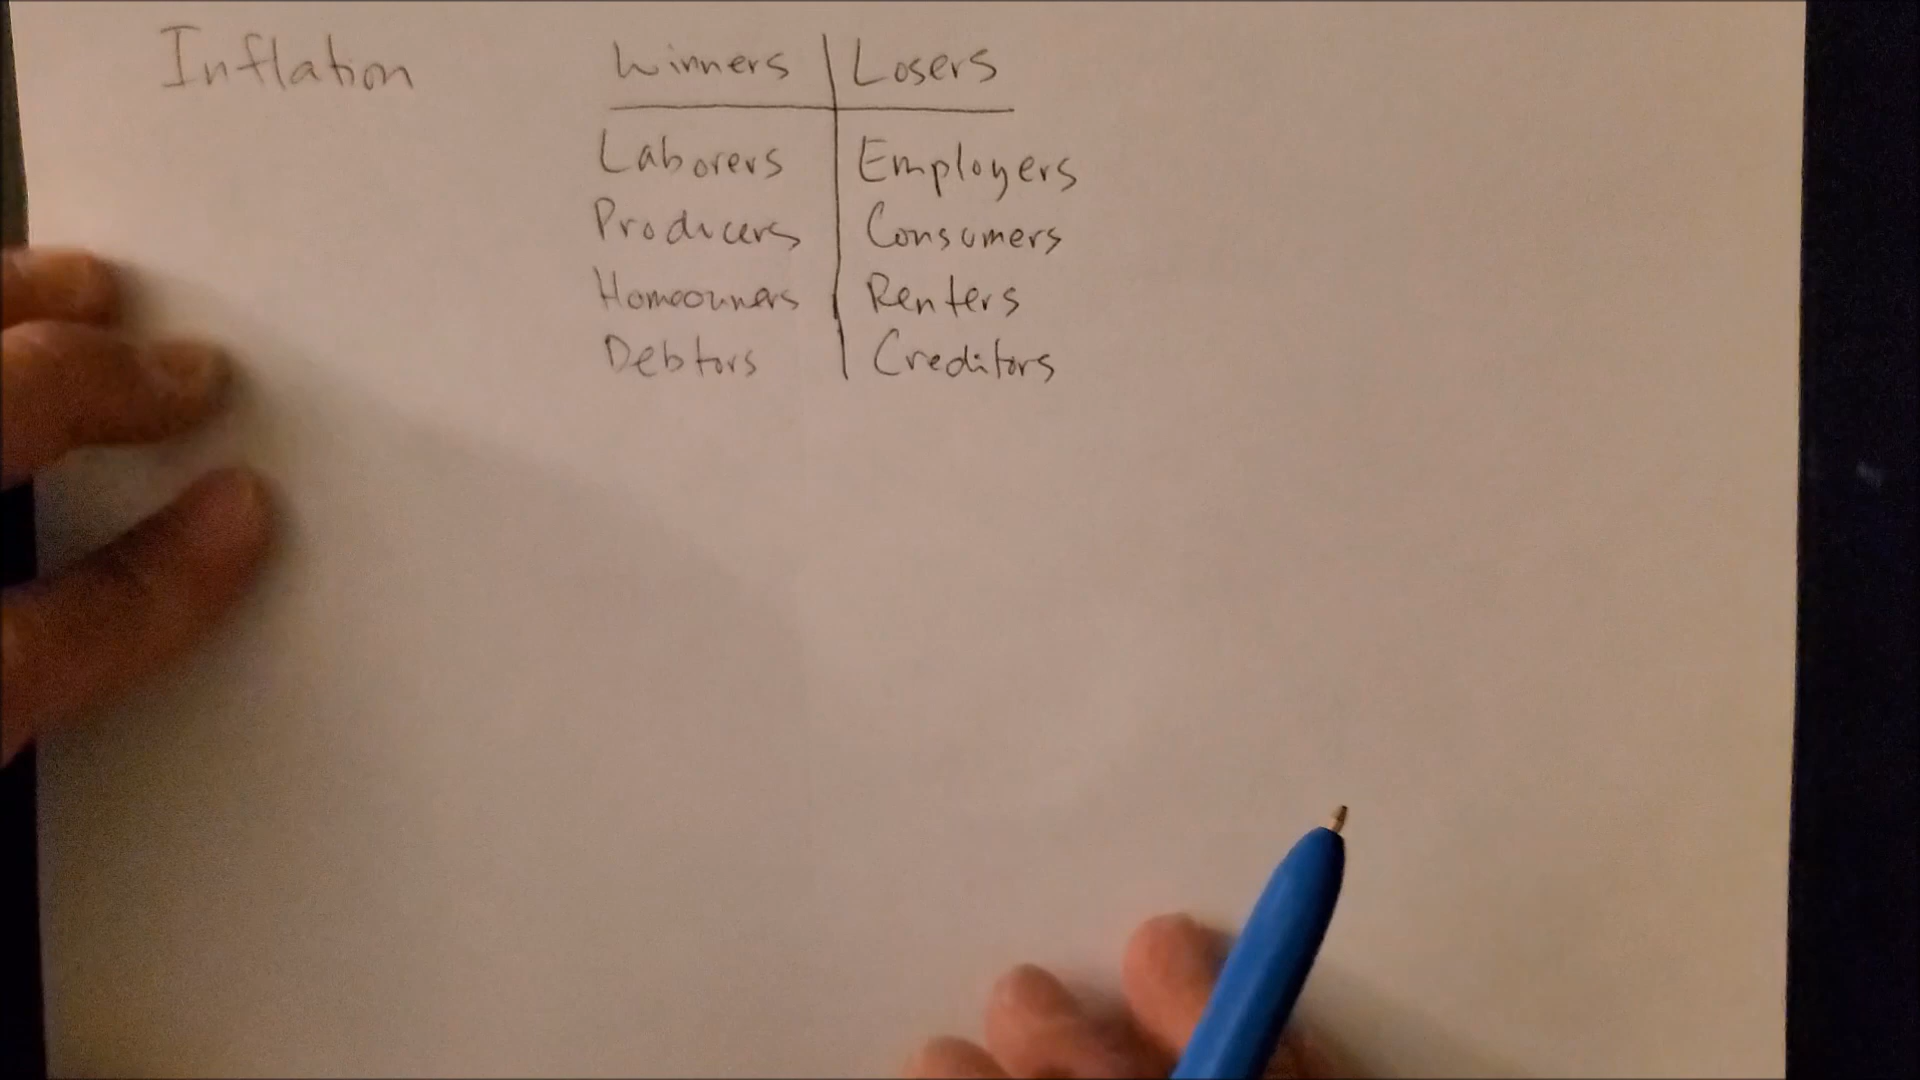 Inflation Winners Losers
Laborers Employers
Producers Consumers
Homeowners Renters
Debtors Creditors